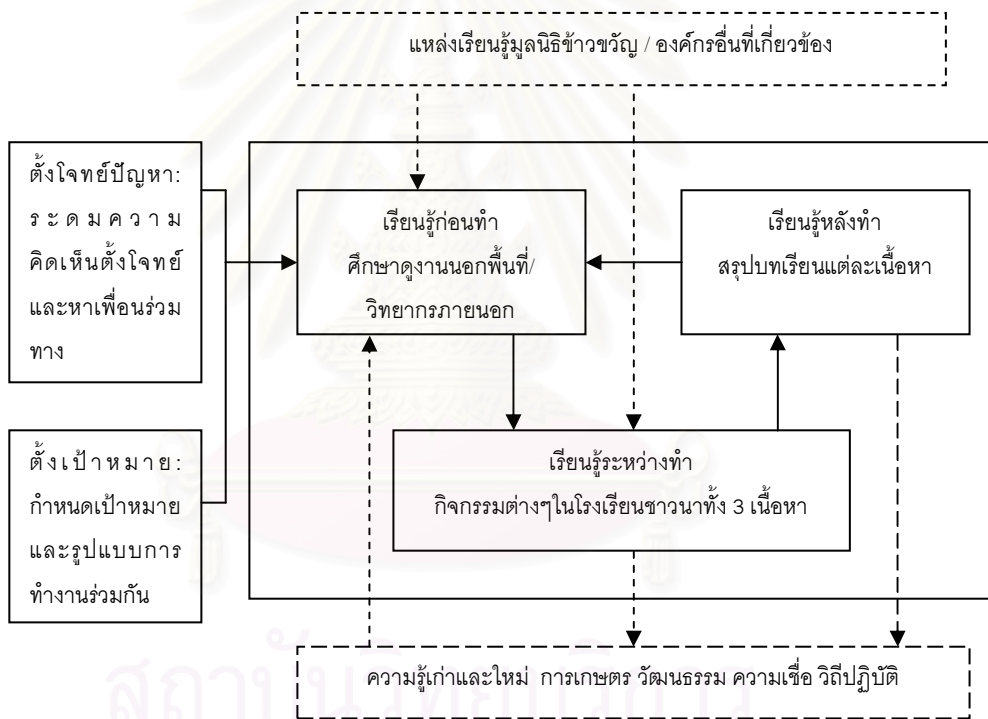 แหล่งเรียนรู้มูลนิธิข้าวขวัญ / องค์กรอื่นที่เกี่ยวข้อง
ตั้งโจทย์ปัญหา:
ระดมความ
คิดเห็นตั้งโจทย์
และหาเพื่อนร่วม
ทาง
เรียนรู้ก่อนทำ
ศึกษาดูงานนอกพื้นที่/
วิทยากรภายนอก
เรียนรู้หลังทำ
สรุปบทเรียนแต่ละเนื้อหา
ตั้งเป้าหมาย:
กำหนดเป้าหมาย
และรูปแบบการ
ทำงานร่วมกัน
เรียนรู้ระหว่างทำ
กิจกรรมต่างๆในโรงเรียนชาวนาทั้ง 3 เนื้อหา
ความรู้เก่าและใหม่ การเกษตร วัฒนธรรม ความเชื่อ วิถีปฏิบัติ
สถาบันวิทยบริการ